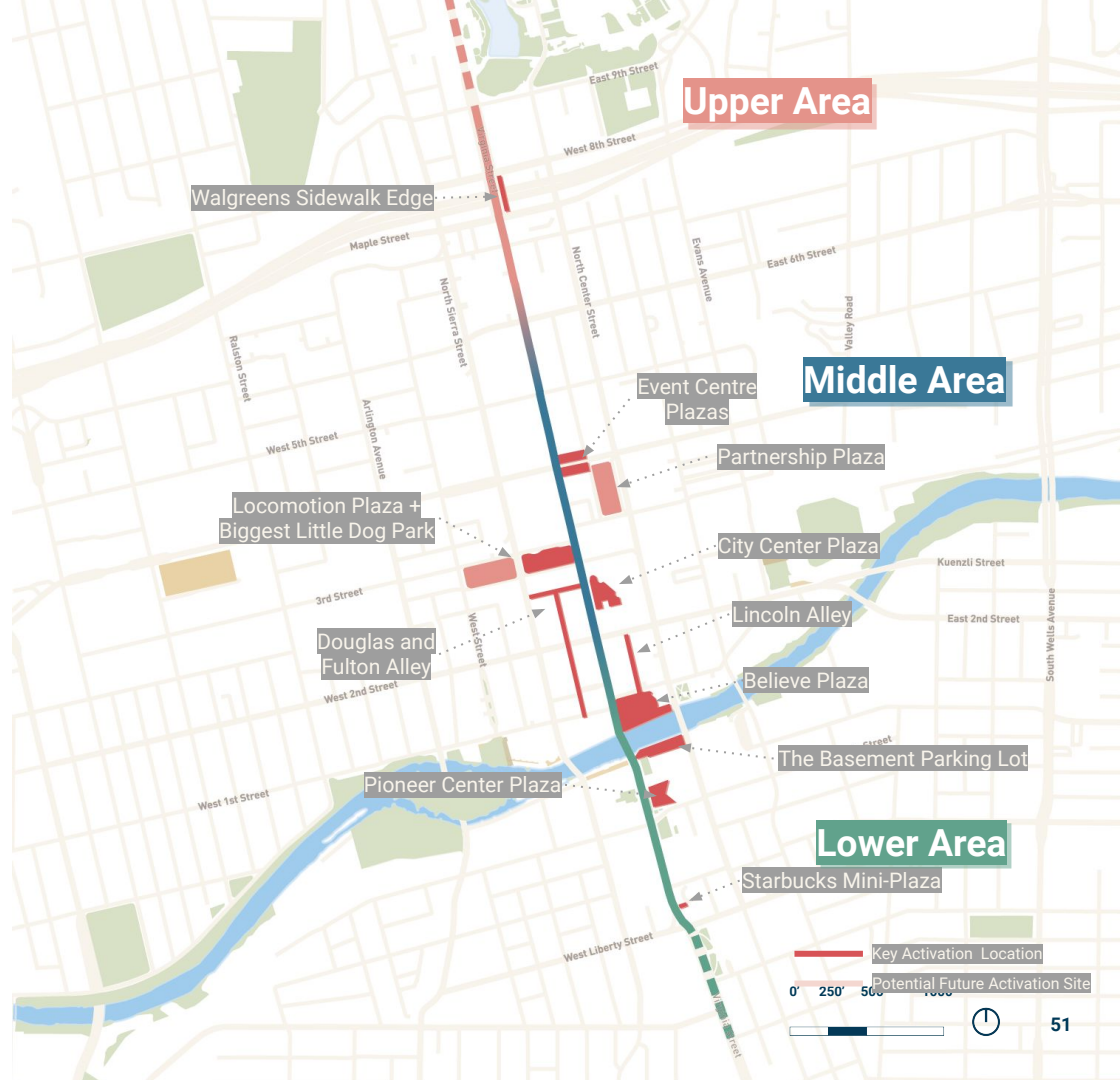 East 9th Street
Upper Area
West 8th Street
Virginia Street
Walgreens Sidewalk Edge
Maple Street
Evans Avenue
North Center Street
East 6th Street
North Sierra Street
Valley Road
Ralston Street
Middle Area
Event Centre
Plazas
Arlington Avenue
West 5th Street
Partnership Plaza
Locomotion Plaza +
Biggest Little Dog Park
City Center Plaza
Kuenzli Street
3rd Street
Lincoln Alley
East 2nd Street
South Wells Avenue
West Street
Douglas and
Fulton Alley
Believe Plaza
West 2nd Street
Street
The Basement Parking Lot
Pioneer Center Plaza
West 1st Street
Lower Area
Starbucks Mini-Plaza
West Liberty Street
Key Activation Location
Potential Future Activation Site
0' 250' 500
51